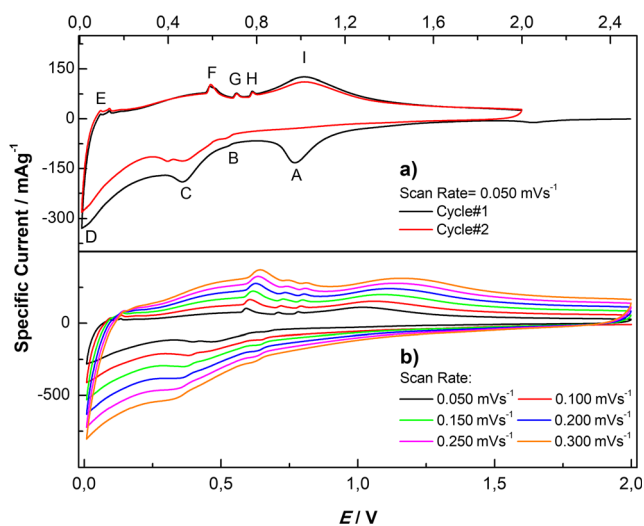 0,0 0,4 0,8 1,2 1,6 2,0 2,4
150
0
-150
-300
E
F
G
H
I
D
C
B
A
a)
Scan Rate= 0.050 mVs⁻¹
Cycle#1
Cycle#2
Specific Current / mAg⁻¹
0
-500
b)
Scan Rate:
0.050 mVs⁻¹ 0.100 mVs⁻¹
0.150 mVs⁻¹ 0.200 mVs⁻¹
0.250 mVs⁻¹ 0.300 mVs⁻¹
0,0 0,5 1,0 1,5 2,0
E / V